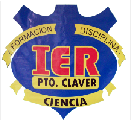 FORMACION DISCIPLINA
IER
PTO. CLAVER
CIENCIA